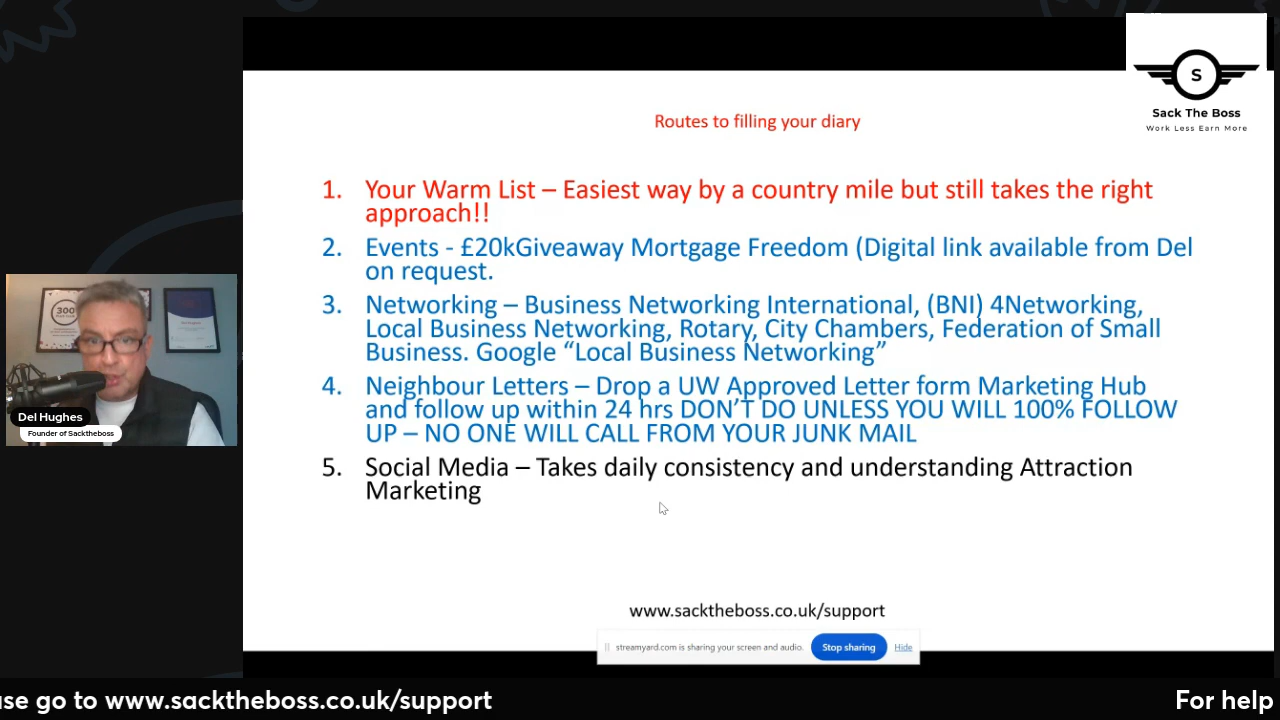 S
Sack The Boss
Work Less Earn More
Routes to filling your diary
1. Your Warm List – Easiest way by a country mile but still takes the right
approach!!
2. Events - £20kGiveaway Mortgage Freedom (Digital link available from Del
on request.
3. Networking – Business Networking International, (BNI) 4Networking,
Local Business Networking, Rotary, City Chambers, Federation of Small
Business. Google “Local Business Networking”
4. Neighbour Letters – Drop a UW Approved Letter form Marketing Hub
and follow up within 24 hrs DON’T DO UNLESS YOU WILL 100% FOLLOW
UP – NO ONE WILL CALL FROM YOUR JUNK MAIL
5. Social Media – Takes daily consistency and understanding Attraction
Marketing
300
Del Hughes
Founder of Sacktheboss
www.sacktheboss.co.uk/support
streamyard.com is sharing your screen and audio.
Stop sharing
Hide
se go to www.sacktheboss.co.uk/support
For help